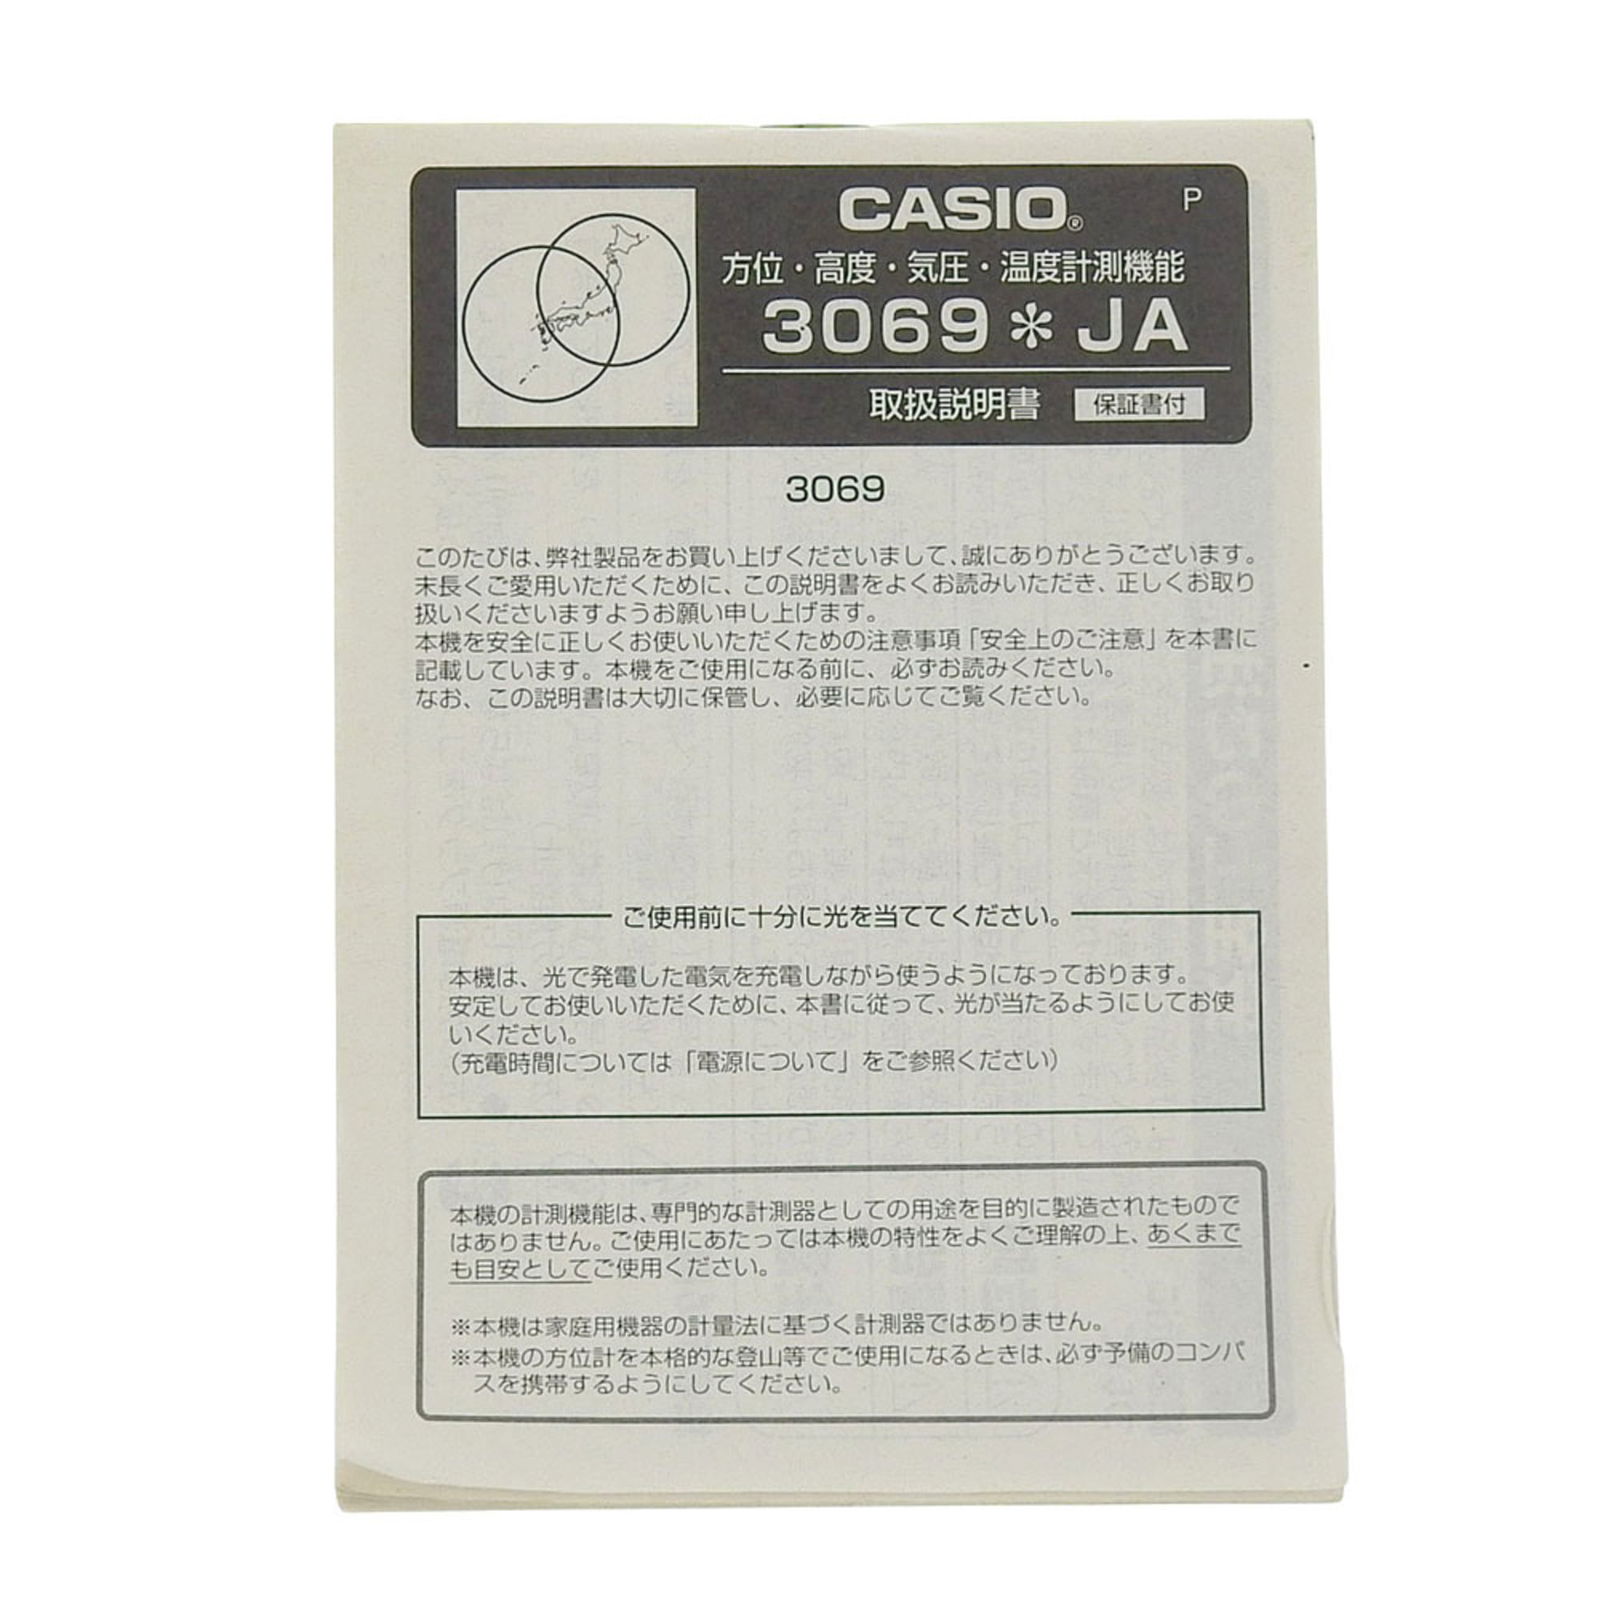 CASIO®
P
方位・高度・気圧・温度計測機能
3069＊JA
取扱説明書 保証書付
3069
このたびは、弊社製品をお買い上げくださいまして、誠にありがとうございます。
末長くご愛用いただくために、この説明書をよくお読みいただき、正しくお取り
扱いくださいますようお願い申し上げます。
本機を安全に正しくお使いいただくための注意事項「安全上のご注意」を本書に
記載しています。本機をご使用になる前に、必ずお読みください。
なお、この説明書は大切に保管し、必要に応じてご覧ください。
ご使用前に十分に光を当ててください。
本機は、光で発電した電気を充電しながら使うようになっております。
安定してお使いいただくために、本書に従って、光が当たるようにしてお使
いください。
（充電時間については「電源について」をご参照ください）
本機の計測機能は、専門的な計測器としての用途を目的に製造されたもので
はありません。ご使用にあたっては本機の特性をよくご理解の上、あくまで
も目安としてご使用ください。
※本機は家庭用機器の計量法に基づく計測器ではありません。
※本機の方位計を本格的な登山等でご使用になるときは、必ず予備のコンパ
スを携帯するようにしてください。